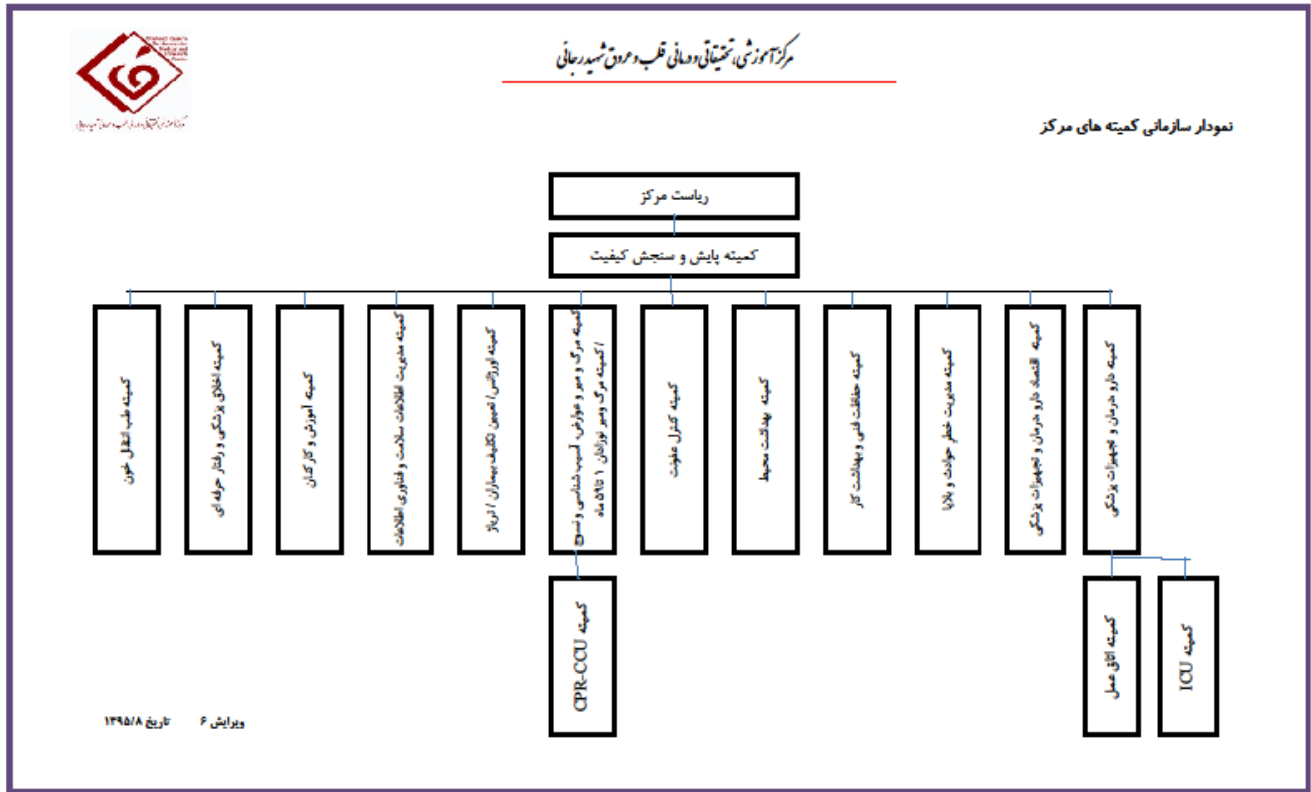 مرکز آموزشی، تحقیقاتی و درمانی قلب و عروق شهید رجائی
نمودار سازمانی کمیته های مرکز
ریاست مرکز
کمیته پایش و سنجش کیفیت
کمیته دارو درمان و تجهیزات پزشکی
کمیته اقتصاد دارو درمان و تجهیزات پزشکی
کمیته مدیریت خطر حوادث و بلایا
کمیته حفاظت فنی و بهداشت کار
کمیته بهداشت محیط
کمیته کنترل عفونت
کمیته مرگ و میر و عوارض، آسیب شناسی و نسوج
/ کمیته مرگ ومیر نوزادان ۱ تا۵۹ ماه
کمیته اورژانس/ تعیین تکلیف بیماران / تریاژ
کمیته مدیریت اطلاعات سلامت و فناوری اطلاعات
کمیته آموزش و کارکنان
کمیته اخلاق پزشکی و رفتار حرفه ای
کمیته طب انتقال خون
کمیته ICU
کمیته اتاق عمل
کمیته CPR-CCU
ویرایش ۶ تاریخ ۱۳۹۵/۸